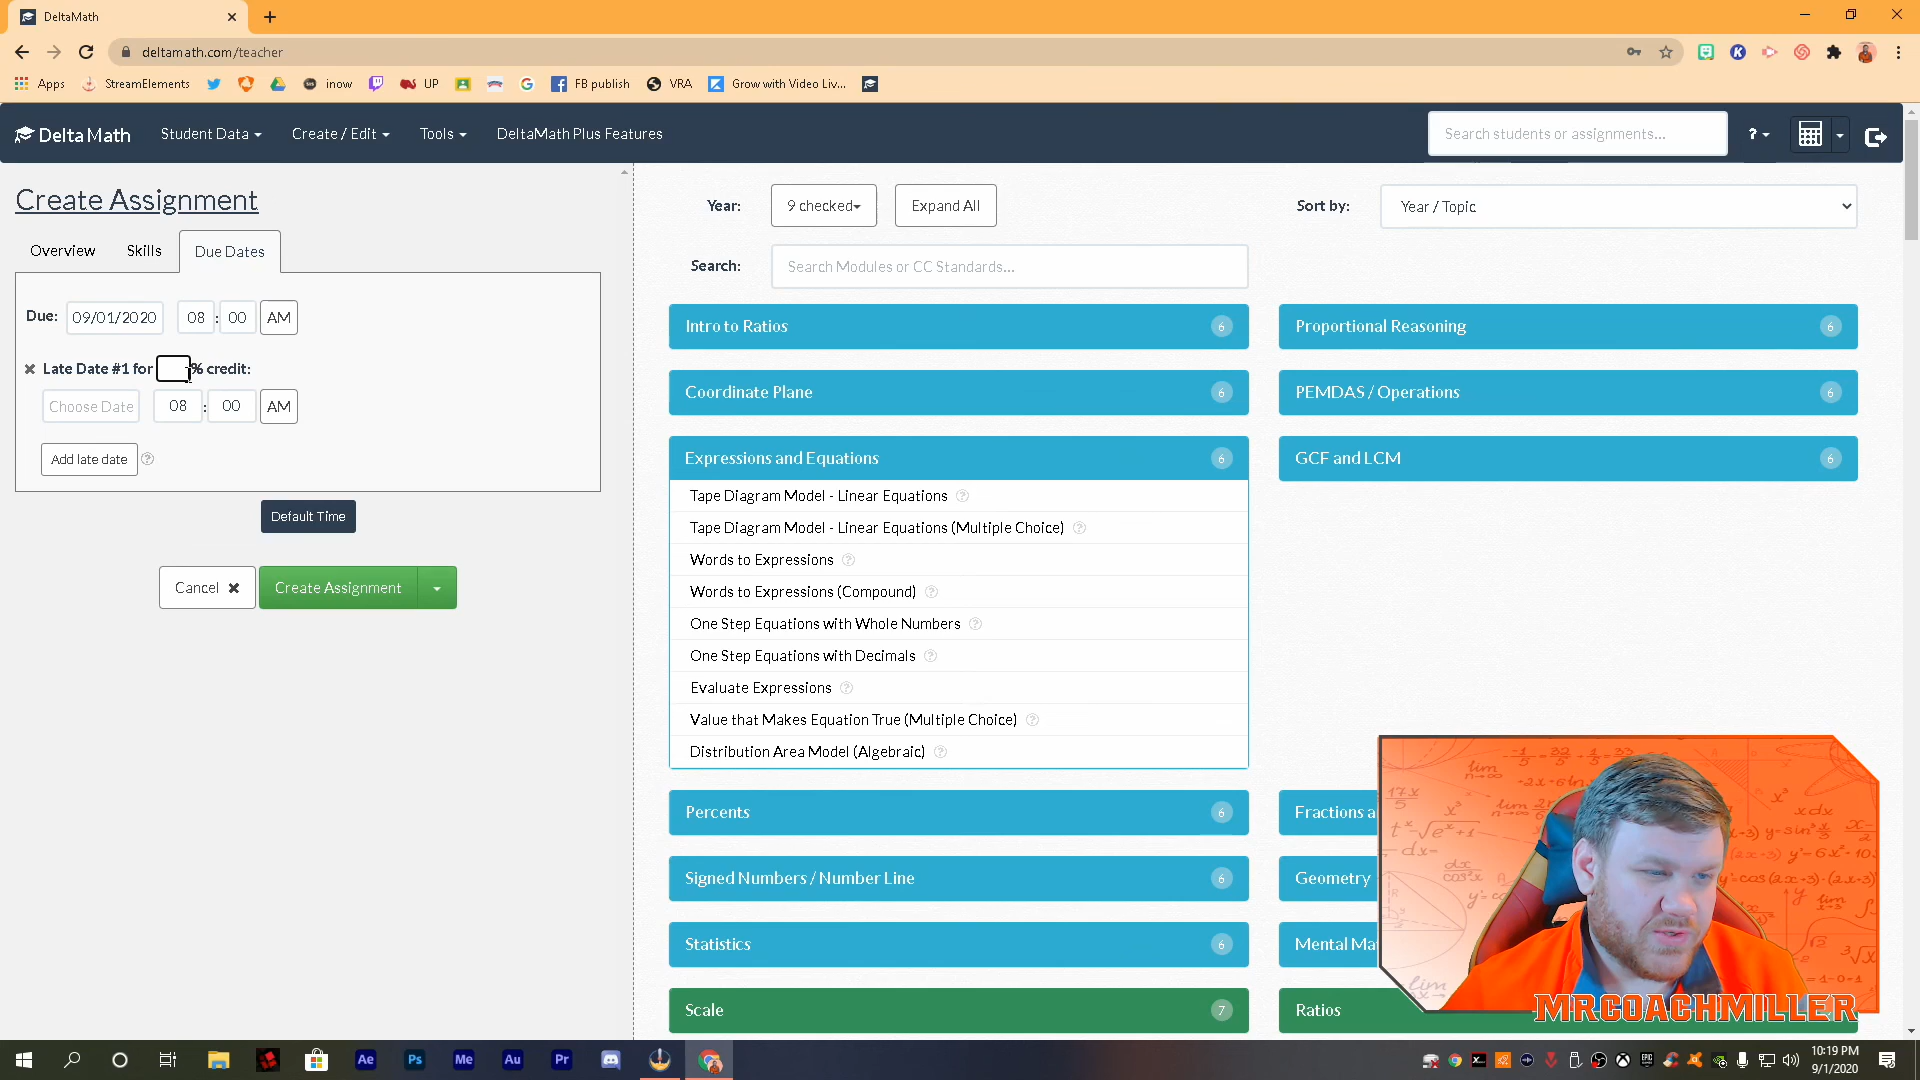 DeltaMath
deltamath.com/teacher
Apps
StreamElements
inow
UP
FB publish
VRA
Grow with Video Liv...
Delta Math
Student Data
Create / Edit
Tools
DeltaMath Plus Features
Search students or assignments...
?
Create Assignment
Overview
Skills
Due Dates
Due: 09/01/2020 08 : 00 AM
Late Date #1 for % credit:
Choose Date 08 : 00 AM
Add late date
Default Time
Cancel
Create Assignment
Year: 9 checked
Expand All
Sort by: Year / Topic
Search: Search Modules or CC Standards...
Intro to Ratios 6
Proportional Reasoning 6
Coordinate Plane 6
PEMDAS / Operations 6
Expressions and Equations 6
GCF and LCM 6
Tape Diagram Model - Linear Equations
Tape Diagram Model - Linear Equations (Multiple Choice)
Words to Expressions
Words to Expressions (Compound)
One Step Equations with Whole Numbers
One Step Equations with Decimals
Evaluate Expressions
Value that Makes Equation True (Multiple Choice)
Distribution Area Model (Algebraic)
Percents 6
Fractions a
Signed Numbers / Number Line 6
Geometry
Statistics 6
Mental Ma
Scale 7
Ratios
MRCOACHMILLER
Ae
Ps
Me
Au
Pr
10:19 PM
9/1/2020